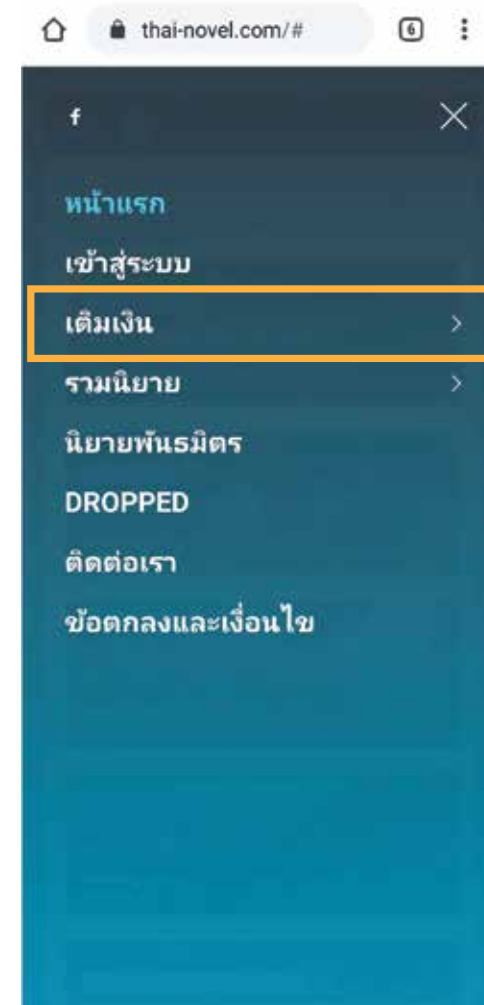 thai-novel.com/# 6
f
หน้าแรก
เข้าสู่ระบบ
เติมเงิน
รวมนิยาย
นิยายพันธมิตร
DROPPED
ติดต่อเรา
ข้อตกลงและเงื่อนไข